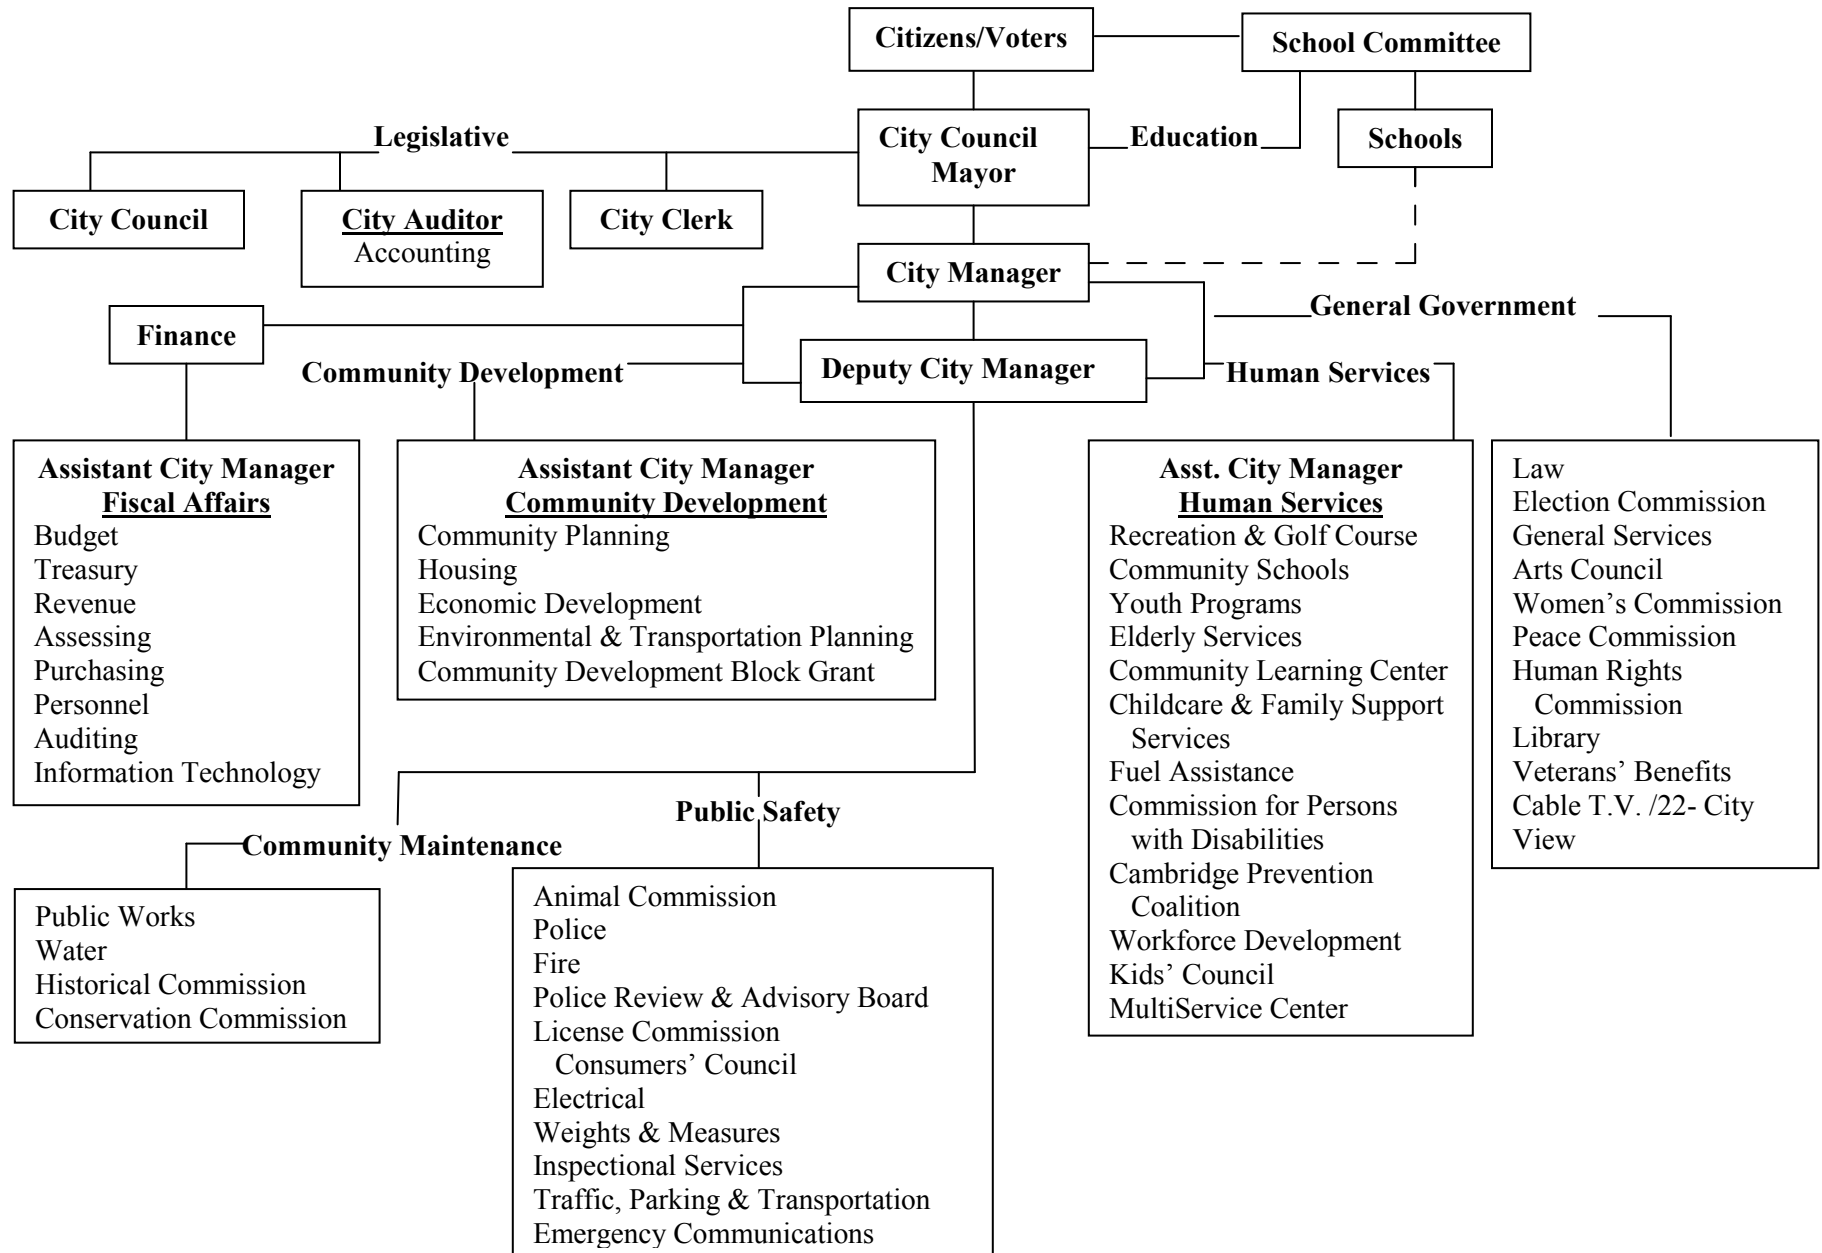 Citizens/Voters
School Committee
Legislative
City Council
Mayor
Education
Schools
City Council
City Auditor
Accounting
City Clerk
City Manager
General Government
Finance
Community Development
Deputy City Manager
Human Services
Assistant City Manager
Fiscal Affairs
Budget
Treasury
Revenue
Assessing
Purchasing
Personnel
Auditing
Information Technology
Assistant City Manager
Community Development
Community Planning
Housing
Economic Development
Environmental & Transportation Planning
Community Development Block Grant
Asst. City Manager
Human Services
Recreation & Golf Course
Community Schools
Youth Programs
Elderly Services
Community Learning Center
Childcare & Family Support
Services
Fuel Assistance
Commission for Persons
with Disabilities
Cambridge Prevention
Coalition
Workforce Development
Kids’ Council
MultiService Center
Law
Election Commission
General Services
Arts Council
Women’s Commission
Peace Commission
Human Rights
Commission
Library
Veterans’ Benefits
Cable T.V. /22- City
View
Public Safety
Community Maintenance
Public Works
Water
Historical Commission
Conservation Commission
Animal Commission
Police
Fire
Police Review & Advisory Board
License Commission
Consumers’ Council
Electrical
Weights & Measures
Inspectional Services
Traffic, Parking & Transportation
Emergency Communications